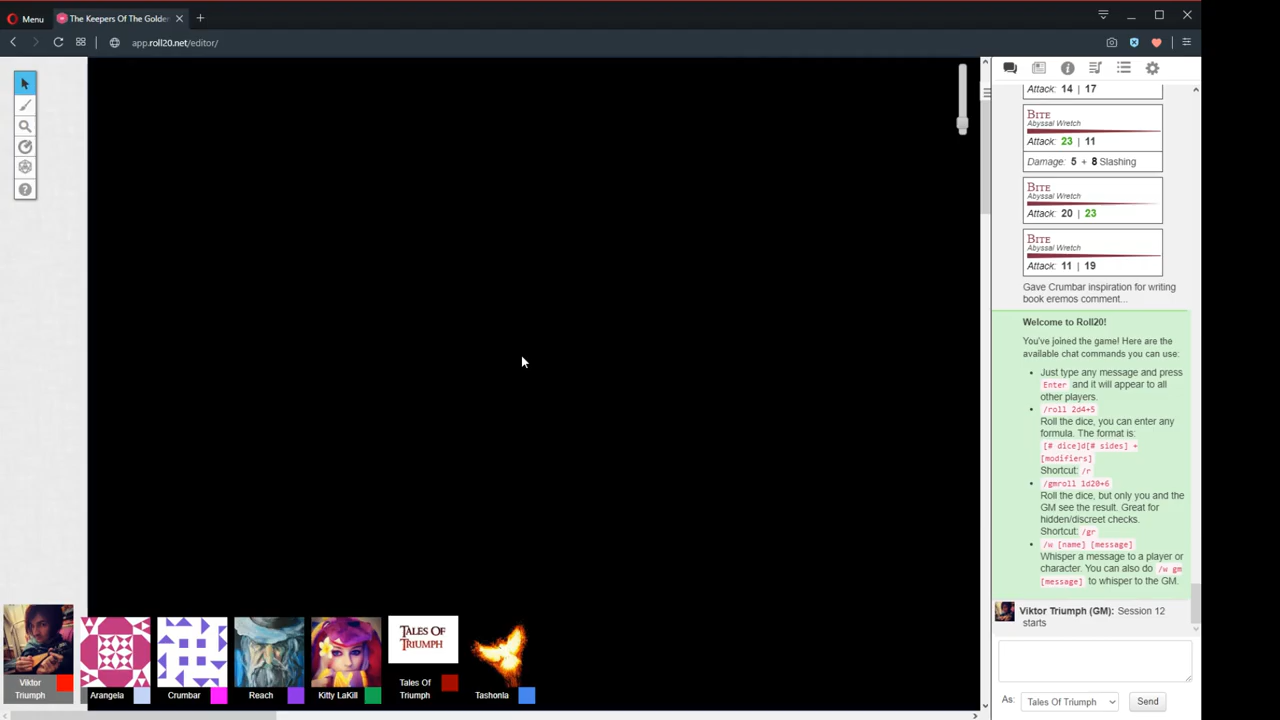 Menu
The Keepers Of The Golde
app.roll20.net/editor/
Attack: 14 | 17
BITE
Abyssal Wretch
Attack: 23 | 11
Damage: 5 + 8 Slashing
BITE
Abyssal Wretch
Attack: 20 | 23
BITE
Abyssal Wretch
Attack: 11 | 19
Gave Crumbar inspiration for writing
book eremos comment...
Welcome to Roll20!
You've joined the game! Here are the
available chat commands you can use:
• Just type any message and press
Enter and it will appear to all
other players.
• /roll 2d4+5
Roll the dice, you can enter any
formula. The format is:
[# dice]d[# sides] +
[modifiers]
Shortcut: /r
• /gmroll 1d20+6
Roll the dice, but only you and the
GM see the result. Great for
hidden/discreet checks.
Shortcut: /gr
• /w [name] [message]
Whisper a message to a player or
character. You can also do /w gm
[message] to whisper to the GM.
Viktor Triumph (GM): Session 12
starts
As: Tales Of Triumph
Send
Viktor
Triumph
Arangela
Crumbar
Reach
Kitty LaKill
TALES OF
TRIUMPH
Tales Of
Triumph
Tashonla